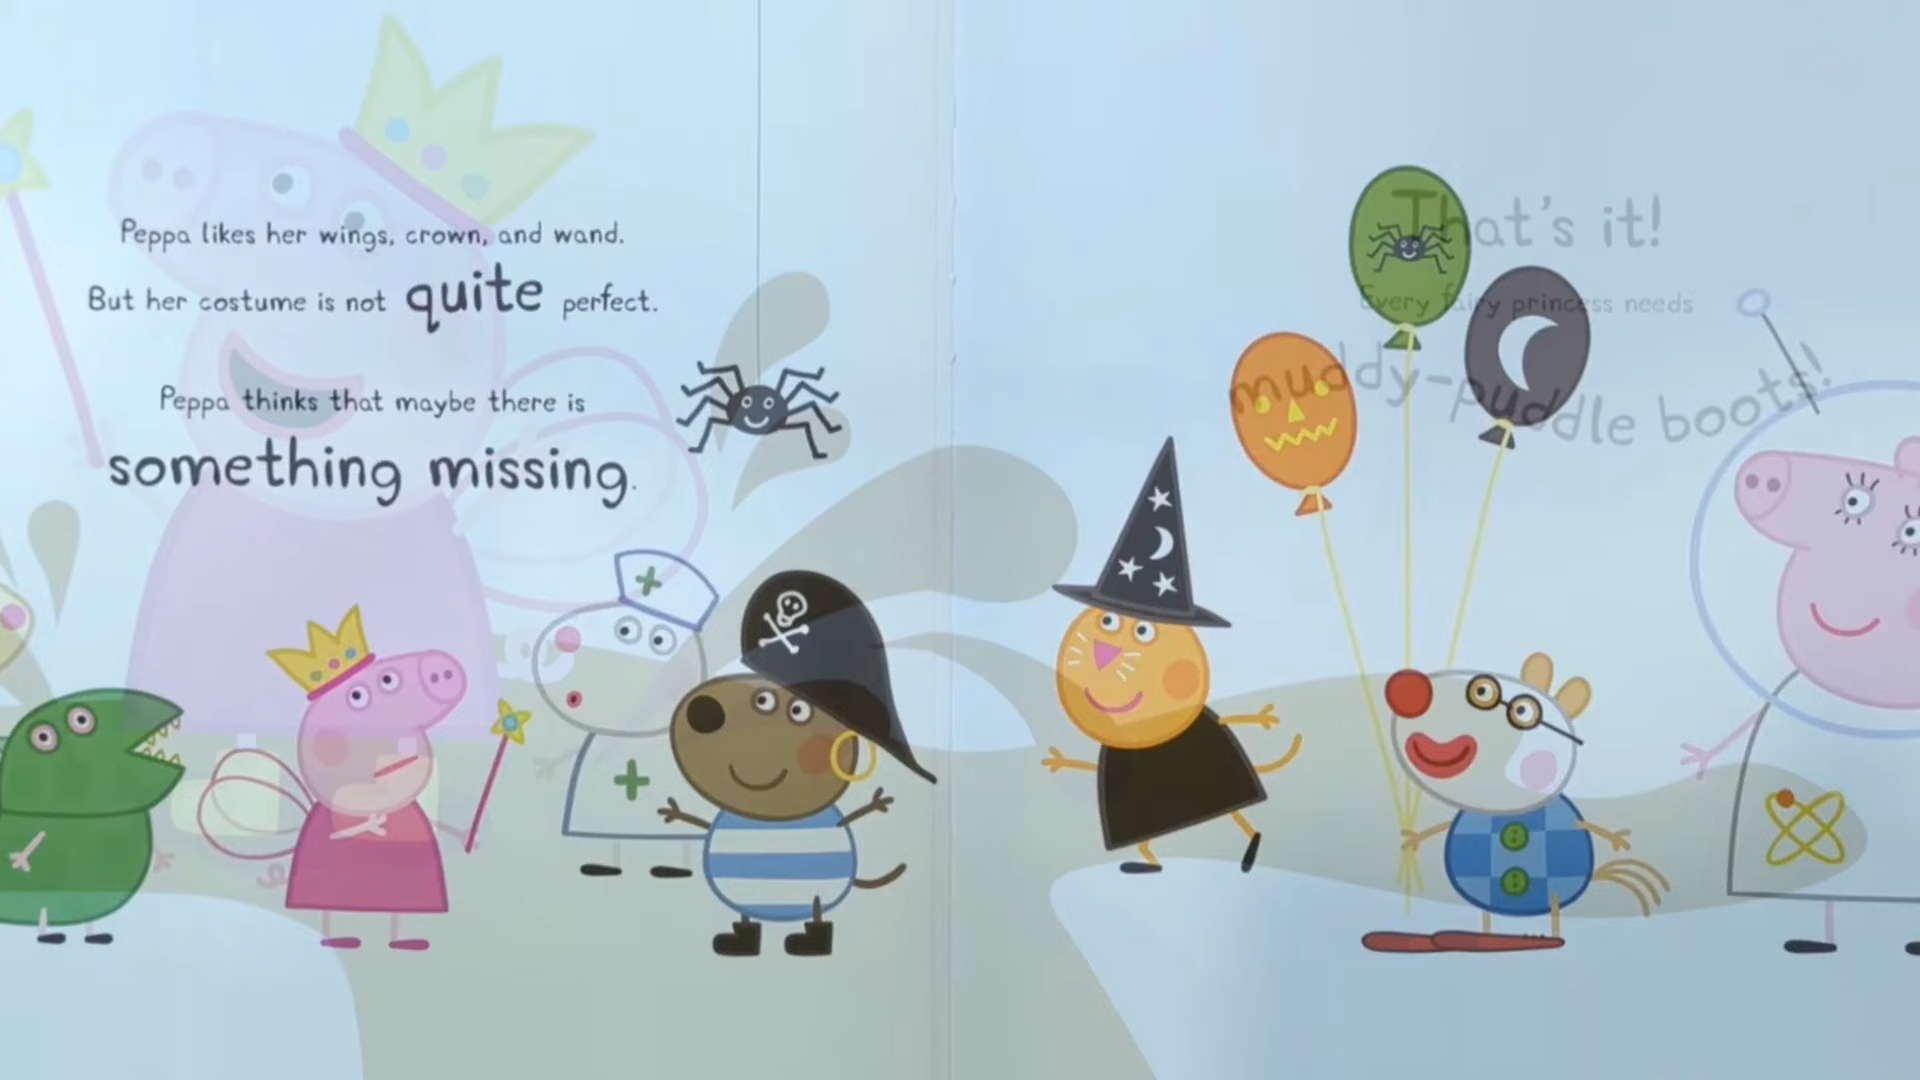 Peppa likes her wings, crown, and wand.
But her costume is not quite perfect.
Peppa thinks that maybe there is
something missing.
That's it!
Every fairy princess needs
muddy-puddle boots!